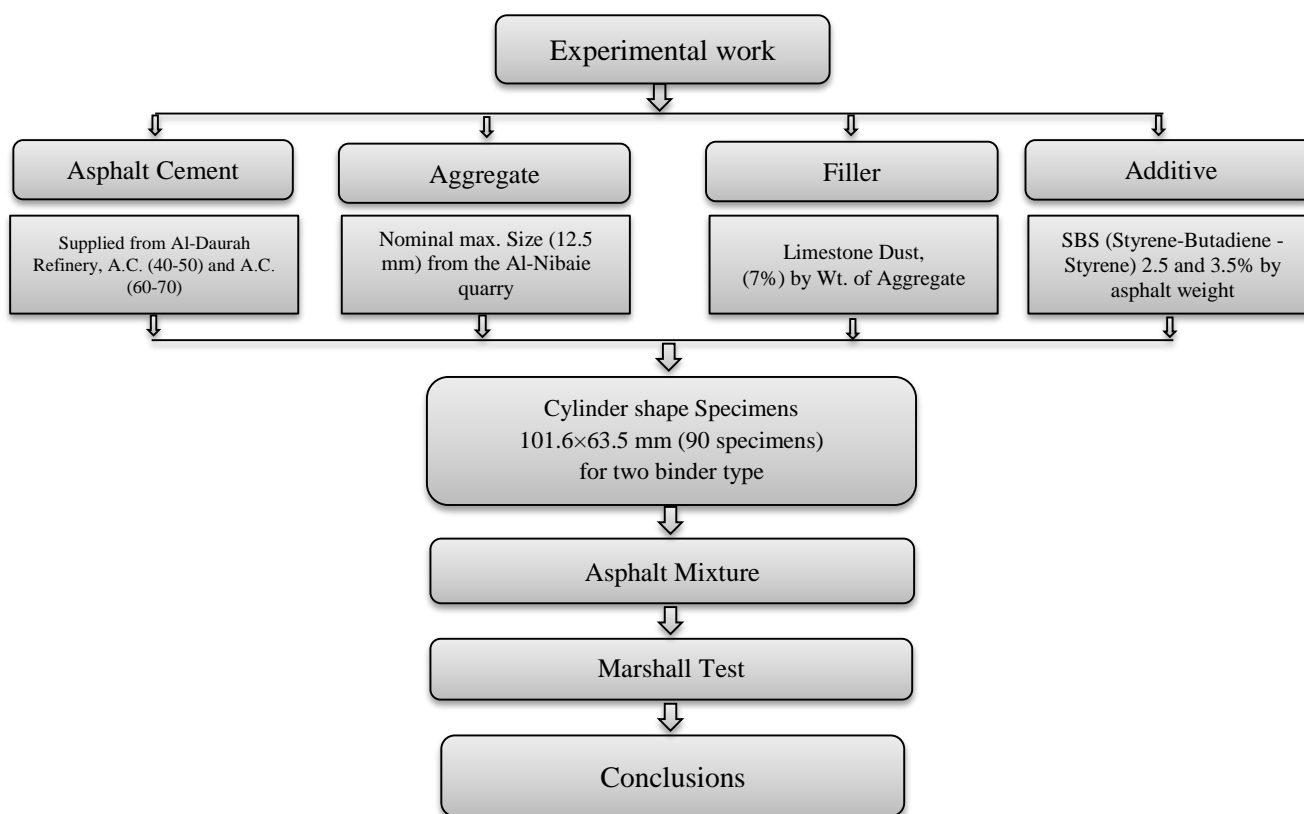 Experimental work
Asphalt Cement
Aggregate
Filler
Additive
Supplied from Al-Daurah
Refinery, A.C. (40-50) and A.C.
(60-70)
Nominal max. Size (12.5
mm) from the Al-Nibaie
quarry
Limestone Dust,
(7%) by Wt. of Aggregate
SBS (Styrene-Butadiene -
Styrene) 2.5 and 3.5% by
asphalt weight
Cylinder shape Specimens
101.6×63.5 mm (90 specimens)
for two binder type
Asphalt Mixture
Marshall Test
Conclusions